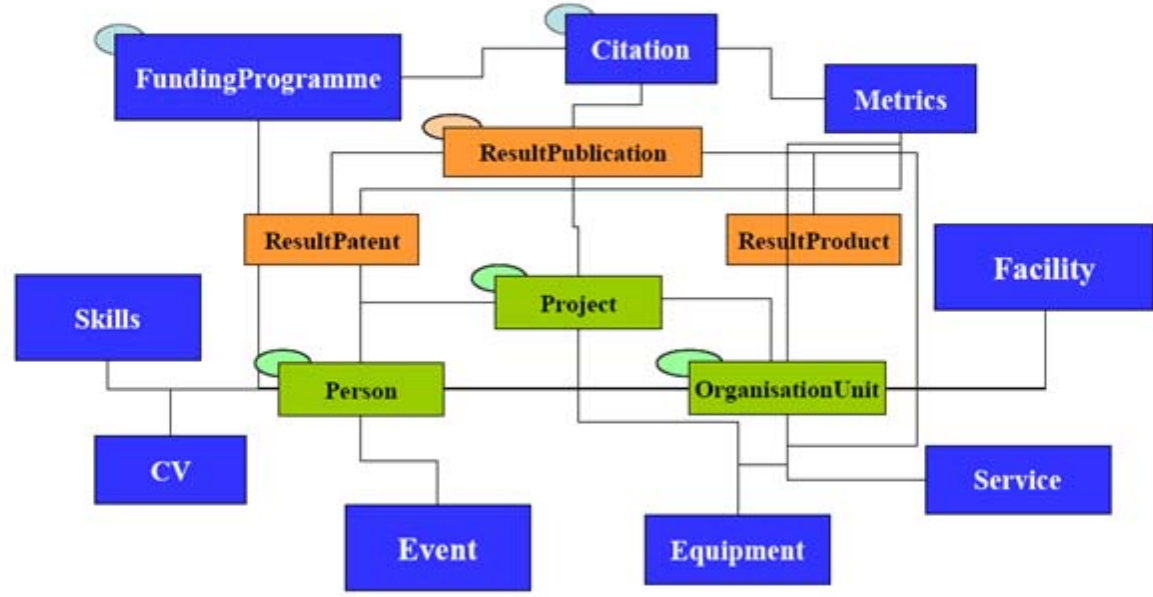 Citation
FundingProgramme
Metrics
ResultPublication
ResultPatent
ResultProduct
Facility
Project
Skills
Person
OrganisationUnit
CV
Service
Event
Equipment